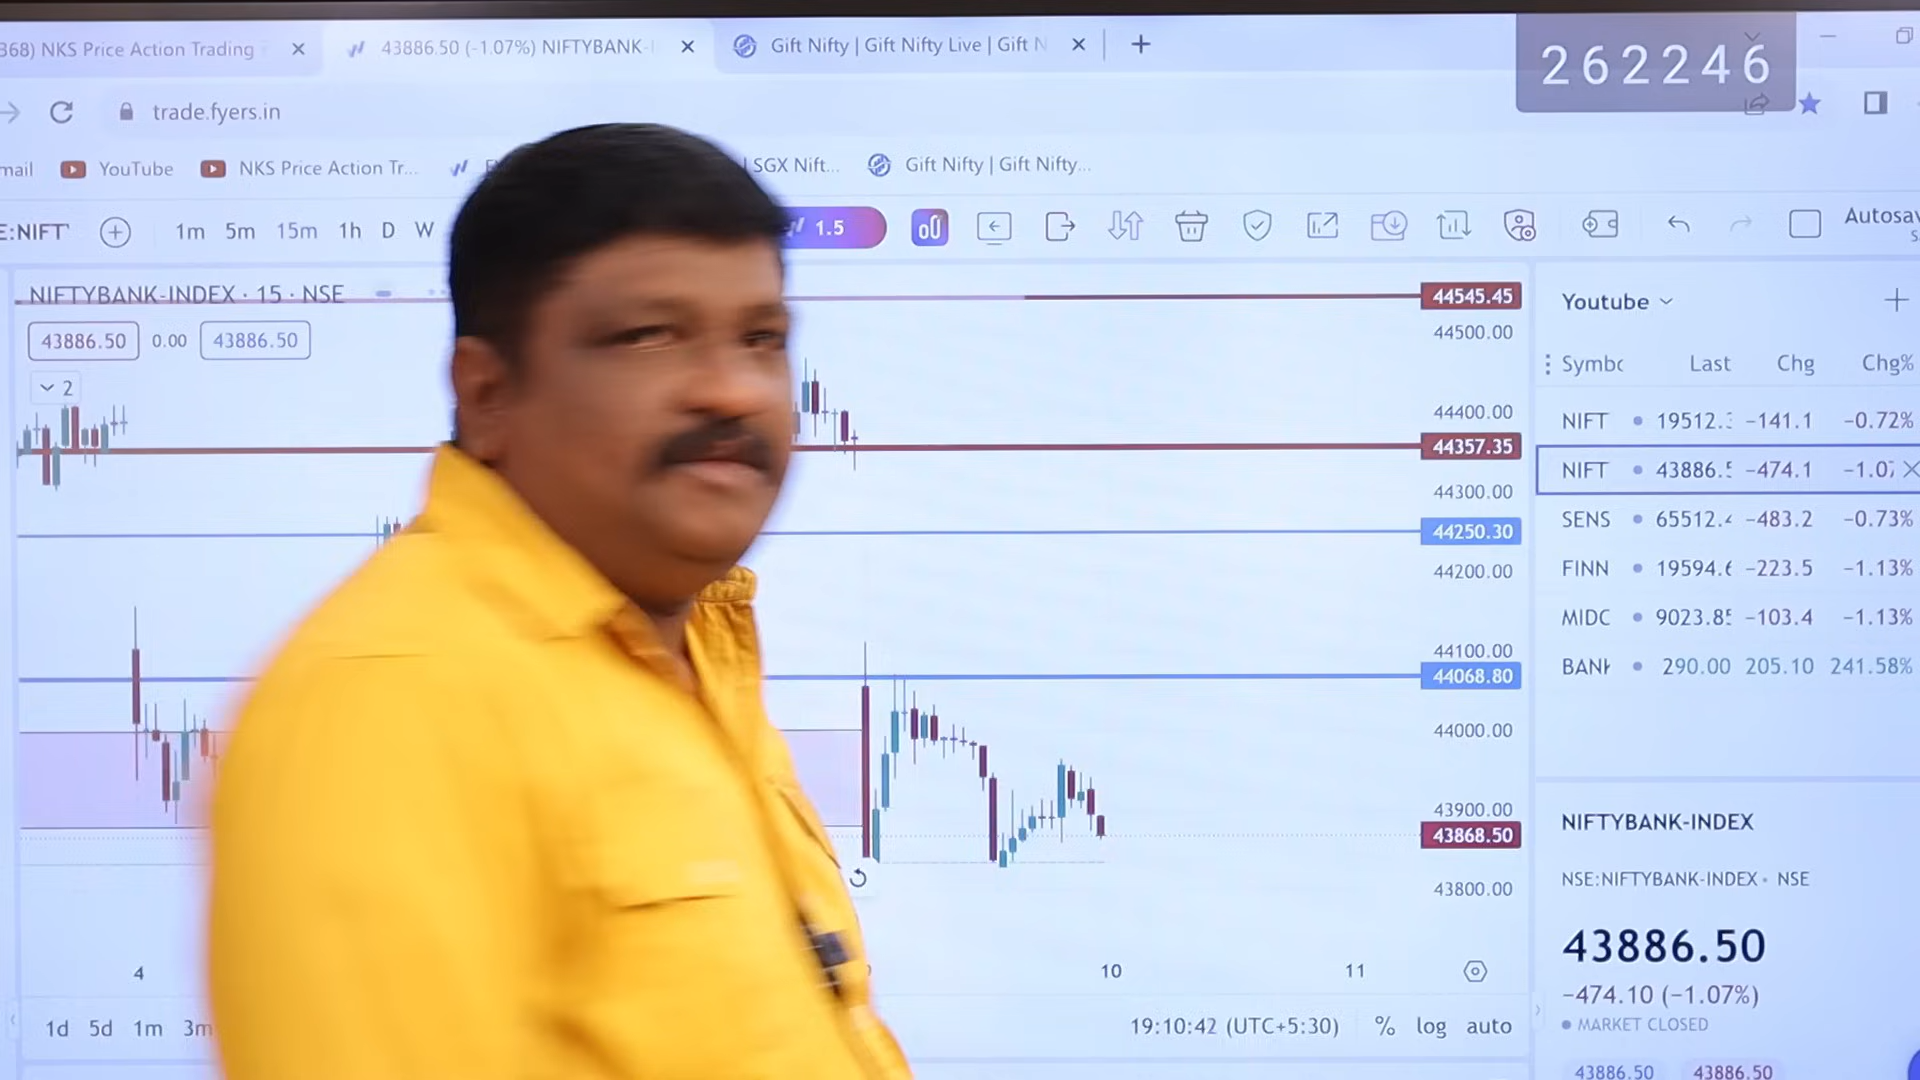 368) NKS Price Action Trading
43886.50 (-1.07%) NIFTYBANK-
Gift Nifty | Gift Nifty Live | Gift N
262246
trade.fyers.in
mail
YouTube
NKS Price Action Tr...
SGX Nift...
Gift Nifty | Gift Nifty...
E:NIFT
1m 5m 15m 1h D W
1.5
Autosav
NIFTYBANK-INDEX · 15 · NSE
43886.50 0.00 43886.50
2
44545.45
44500.00
44400.00
44357.35
44300.00
44250.30
44200.00
44100.00
44068.80
44000.00
43900.00
43868.50
43800.00
4 10 11
1d 5d 1m 3m
19:10:42 (UTC+5:30) % log auto
Youtube
Symbo Last Chg Chg%
NIFT 19512. -141.1 -0.72%
NIFT 43886.5 -474.1 -1.07
SENS 65512.4 -483.2 -0.73%
FINN 19594.6 -223.5 -1.13%
MIDC 9023.85 -103.4 -1.13%
BANK 290.00 205.10 241.58%
NIFTYBANK-INDEX
NSE:NIFTYBANK-INDEX • NSE
43886.50
-474.10 (-1.07%)
MARKET CLOSED
43886.50 43886.50